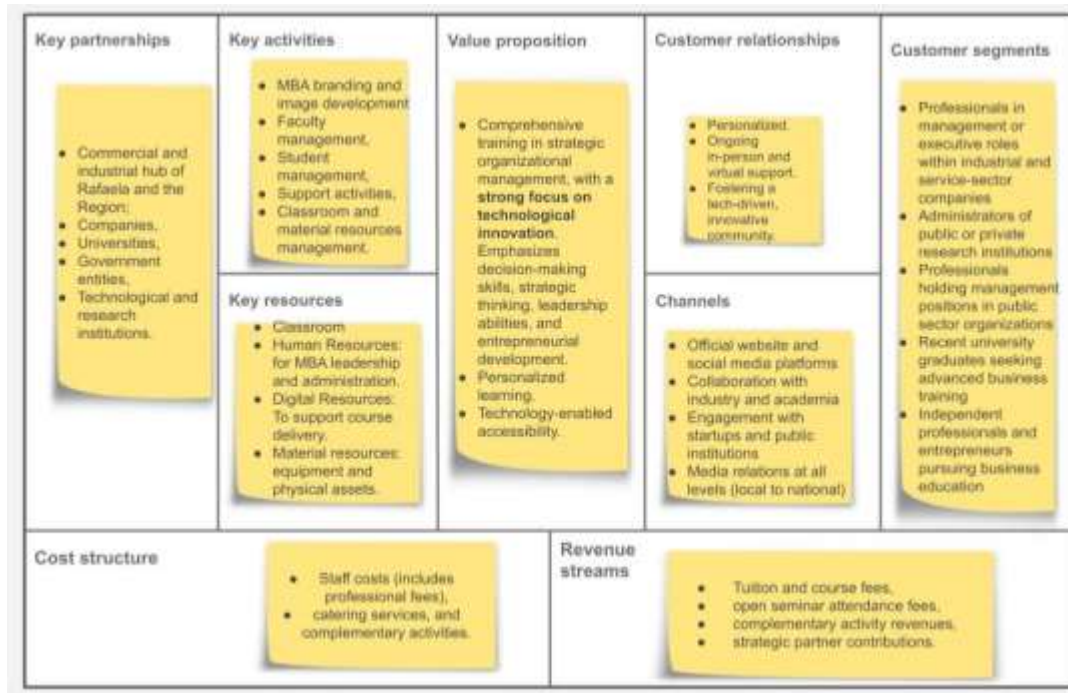 Key partnerships
• Commercial and
industrial hub of
Rafaela and the
Region:
• Companies,
• Universities,
• Government
entities,
• Technological and
research
institutions.
Key activities
• MBA branding and
image development
• Faculty
management,
• Student
management,
• Support activities,
• Classroom and
material resources
management.
Key resources
• Classroom
• Human Resources:
for MBA leadership
and administration.
• Digital Resources:
To support course
delivery.
• Material resources:
equipment and
physical assets.
Value proposition
• Comprehensive
training in strategic
organizational
management, with a
strong focus on
technological
innovation.
Emphasizes
decision-making
skills, strategic
thinking, leadership
abilities, and
entrepreneurial
development.
• Personalized
learning.
• Technology-enabled
accessibility.
Customer relationships
• Personalized.
• Ongoing
in-person and
virtual support.
• Fostering a
tech-driven,
innovative
community.
Channels
• Official website and
social media platforms
• Collaboration with
industry and academia
• Engagement with
startups and public
institutions
• Media relations at all
levels (local to national)
Customer segments
• Professionals in
management or
executive roles
within industrial and
service-sector
companies
• Administrators of
public or private
research institutions
• Professionals
holding management
positions in public
sector organizations
• Recent university
graduates seeking
advanced business
training
• Independent
professionals and
entrepreneurs
pursuing business
education
Cost structure
• Staff costs (includes
professional fees),
• catering services, and
complementary activities.
Revenue
streams
• Tuition and course fees,
• open seminar attendance fees,
• complementary activity revenues,
• strategic partner contributions.